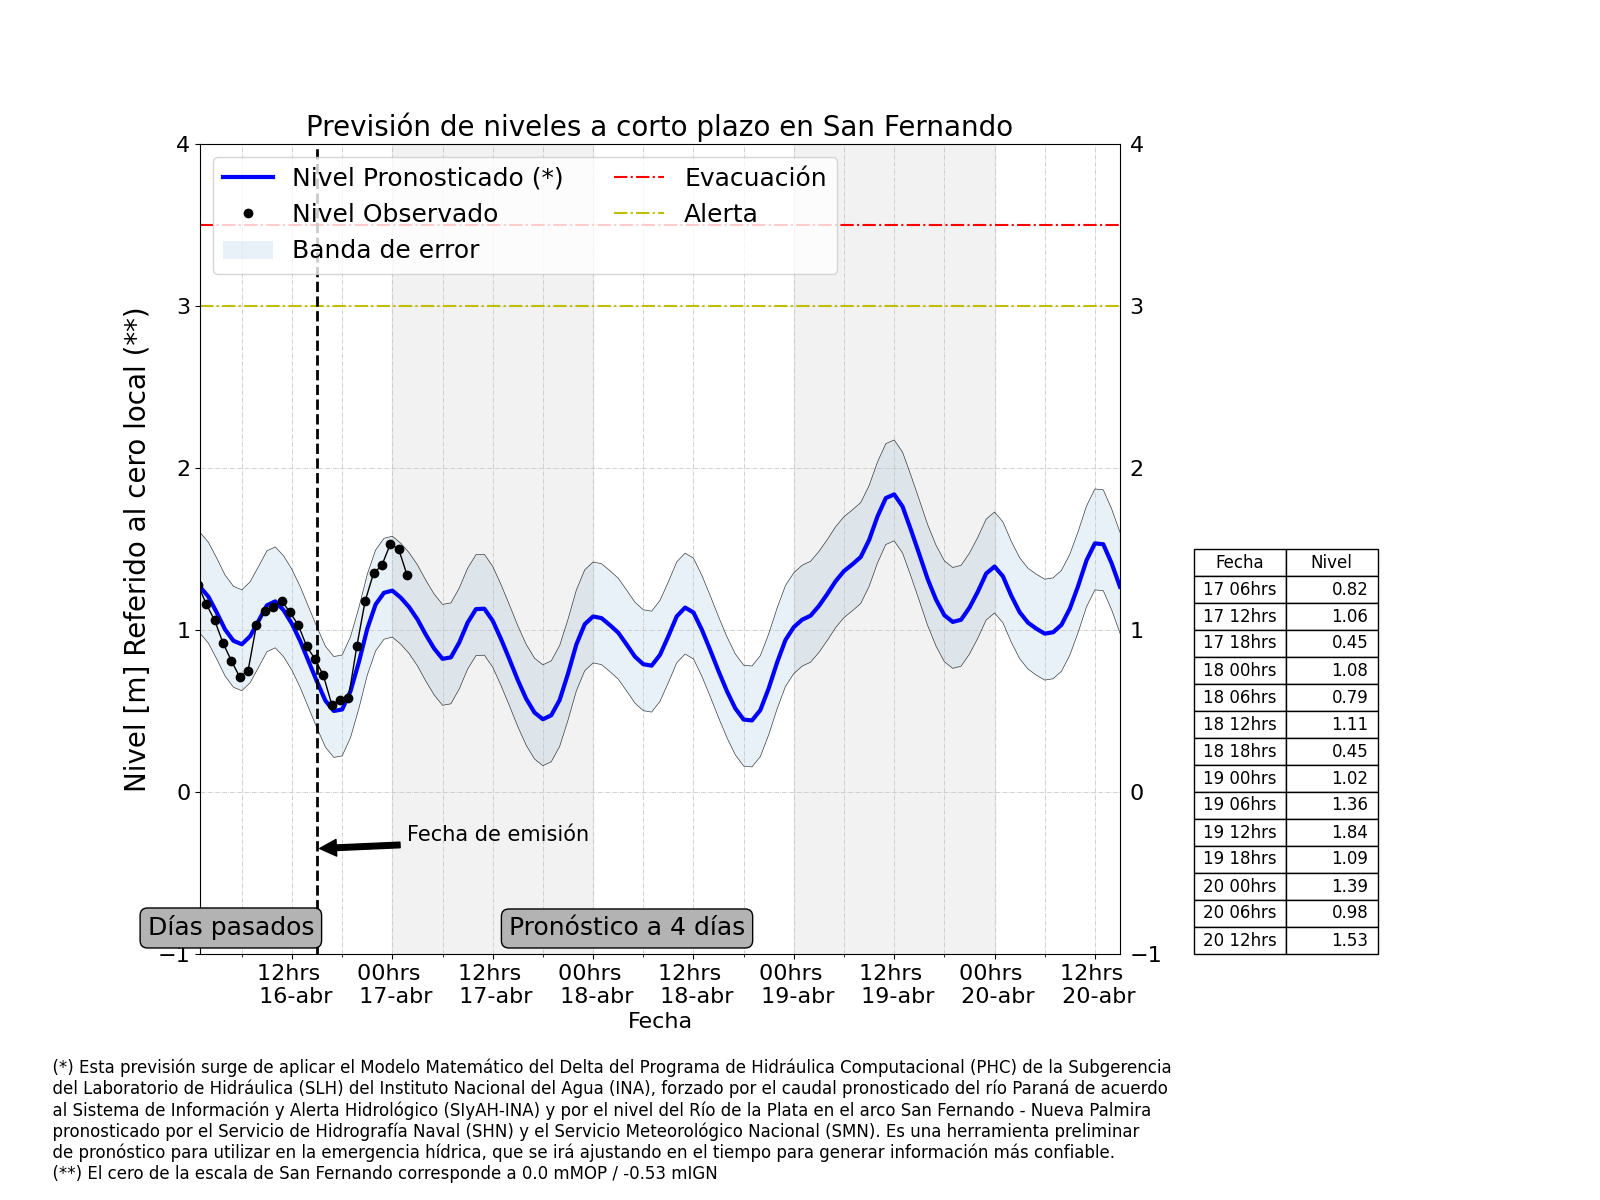 Previsión de niveles a corto plazo en San Fernando
Nivel Pronosticado (*)
Nivel Observado
Banda de error
Evacuación
Alerta
Nivel [m] Referido al cero local (**)
4
3
2
1
0
−1
4
3
2
1
0
−1
Fecha de emisión
Días pasados
Pronóstico a 4 días
12hrs
16-abr
00hrs
17-abr
12hrs
17-abr
00hrs
18-abr
12hrs
18-abr
00hrs
19-abr
12hrs
19-abr
00hrs
20-abr
12hrs
20-abr
Fecha
Fecha Nivel
17 06hrs 0.82
17 12hrs 1.06
17 18hrs 0.45
18 00hrs 1.08
18 06hrs 0.79
18 12hrs 1.11
18 18hrs 0.45
19 00hrs 1.02
19 06hrs 1.36
19 12hrs 1.84
19 18hrs 1.09
20 00hrs 1.39
20 06hrs 0.98
20 12hrs 1.53
(*) Esta previsión surge de aplicar el Modelo Matemático del Delta del Programa de Hidráulica Computacional (PHC) de la Subgerencia
del Laboratorio de Hidráulica (SLH) del Instituto Nacional del Agua (INA), forzado por el caudal pronosticado del río Paraná de acuerdo
al Sistema de Información y Alerta Hidrológico (SIyAH-INA) y por el nivel del Río de la Plata en el arco San Fernando - Nueva Palmira
pronosticado por el Servicio de Hidrografía Naval (SHN) y el Servicio Meteorológico Nacional (SMN). Es una herramienta preliminar
de pronóstico para utilizar en la emergencia hídrica, que se irá ajustando en el tiempo para generar información más confiable.
(**) El cero de la escala de San Fernando corresponde a 0.0 mMOP / -0.53 mIGN